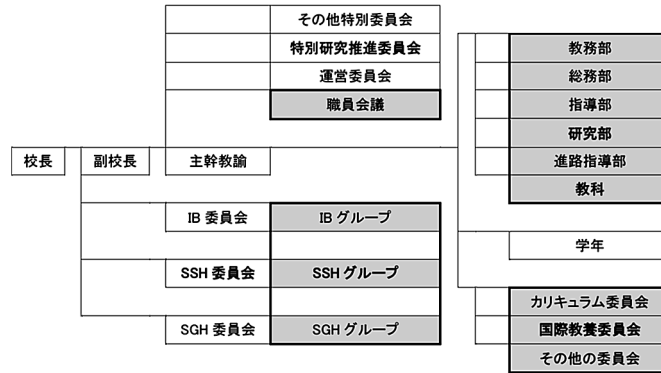 その他特別委員会
特別研究推進委員会
運営委員会
職員会議
校長
副校長
主幹教諭
IB 委員会
IB グループ
SSH 委員会
SSH グループ
SGH 委員会
SGH グループ
教務部
総務部
指導部
研究部
進路指導部
教科
学年
カリキュラム委員会
国際教養委員会
その他の委員会